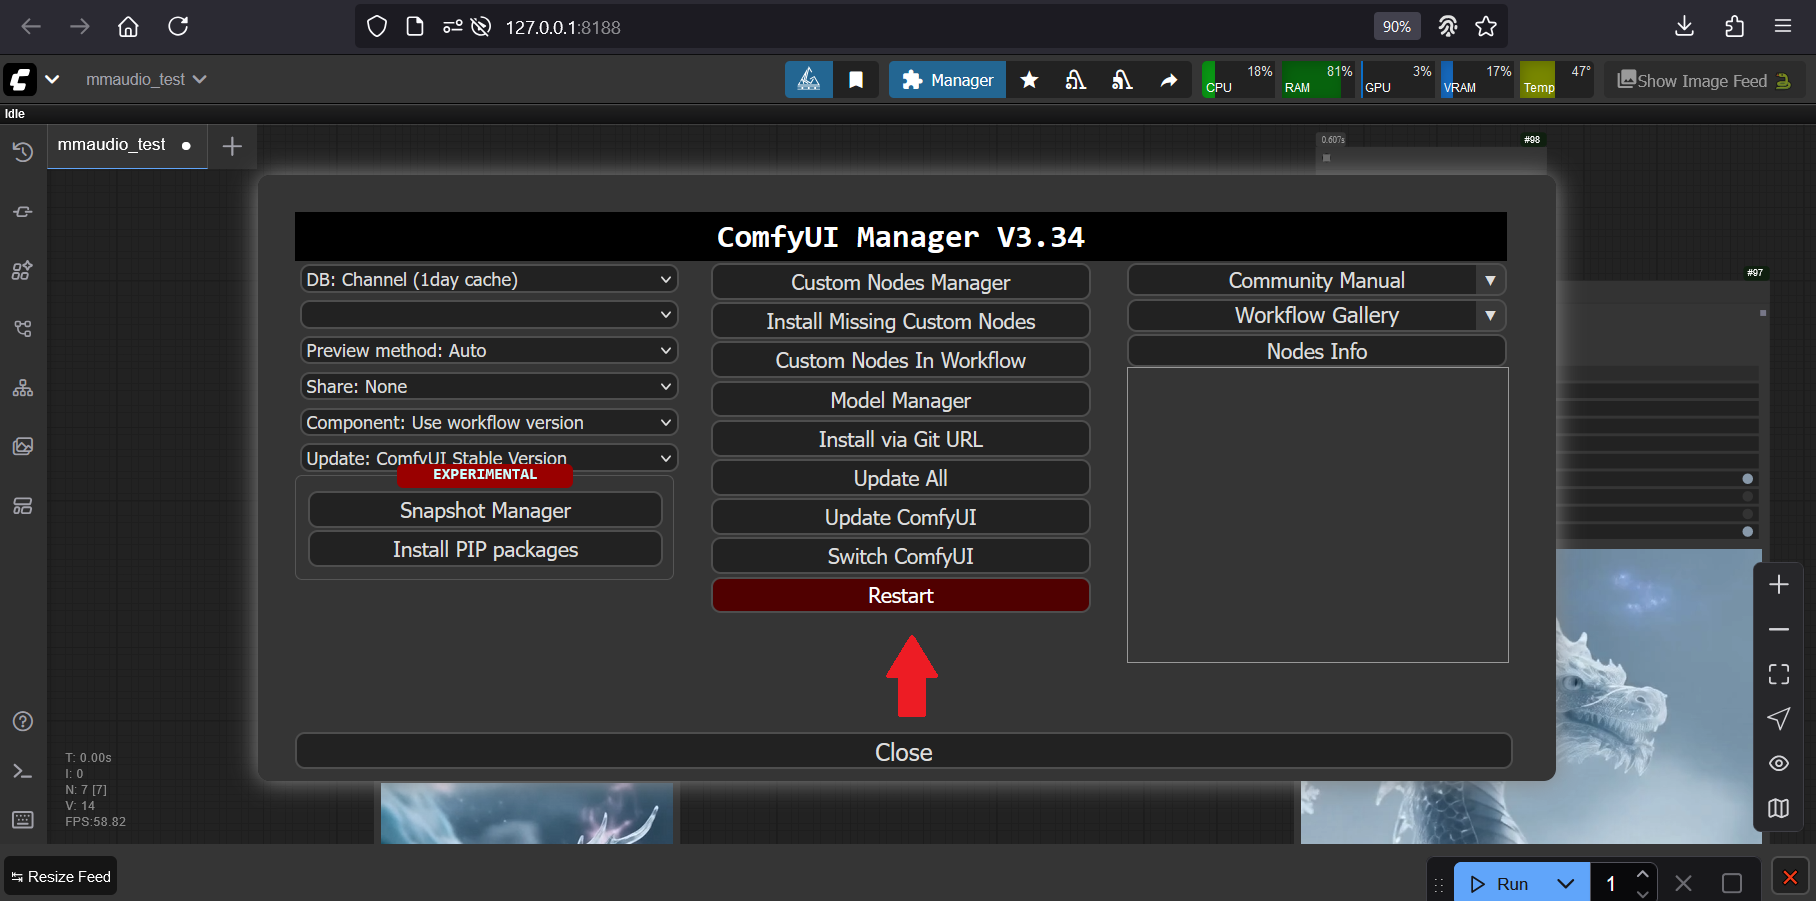 127.0.0.1:8188
90%
mmaudio_test
Manager
CPU
18%
RAM
81%
GPU
3%
VRAM
17%
Temp
47°
Show Image Feed
Idle
mmaudio_test
0.607s
#98
#97
ComfyUI Manager V3.34
DB: Channel (1day cache)
Preview method: Auto
Share: None
Component: Use workflow version
Update: ComfyUI Stable Version
EXPERIMENTAL
Snapshot Manager
Install PIP packages
Custom Nodes Manager
Install Missing Custom Nodes
Custom Nodes In Workflow
Model Manager
Install via Git URL
Update All
Update ComfyUI
Switch ComfyUI
Restart
Community Manual
Workflow Gallery
Nodes Info
Close
T: 0.00s
I: 0
N: 7 [7]
V: 14
FPS:58.82
Resize Feed
Run
1